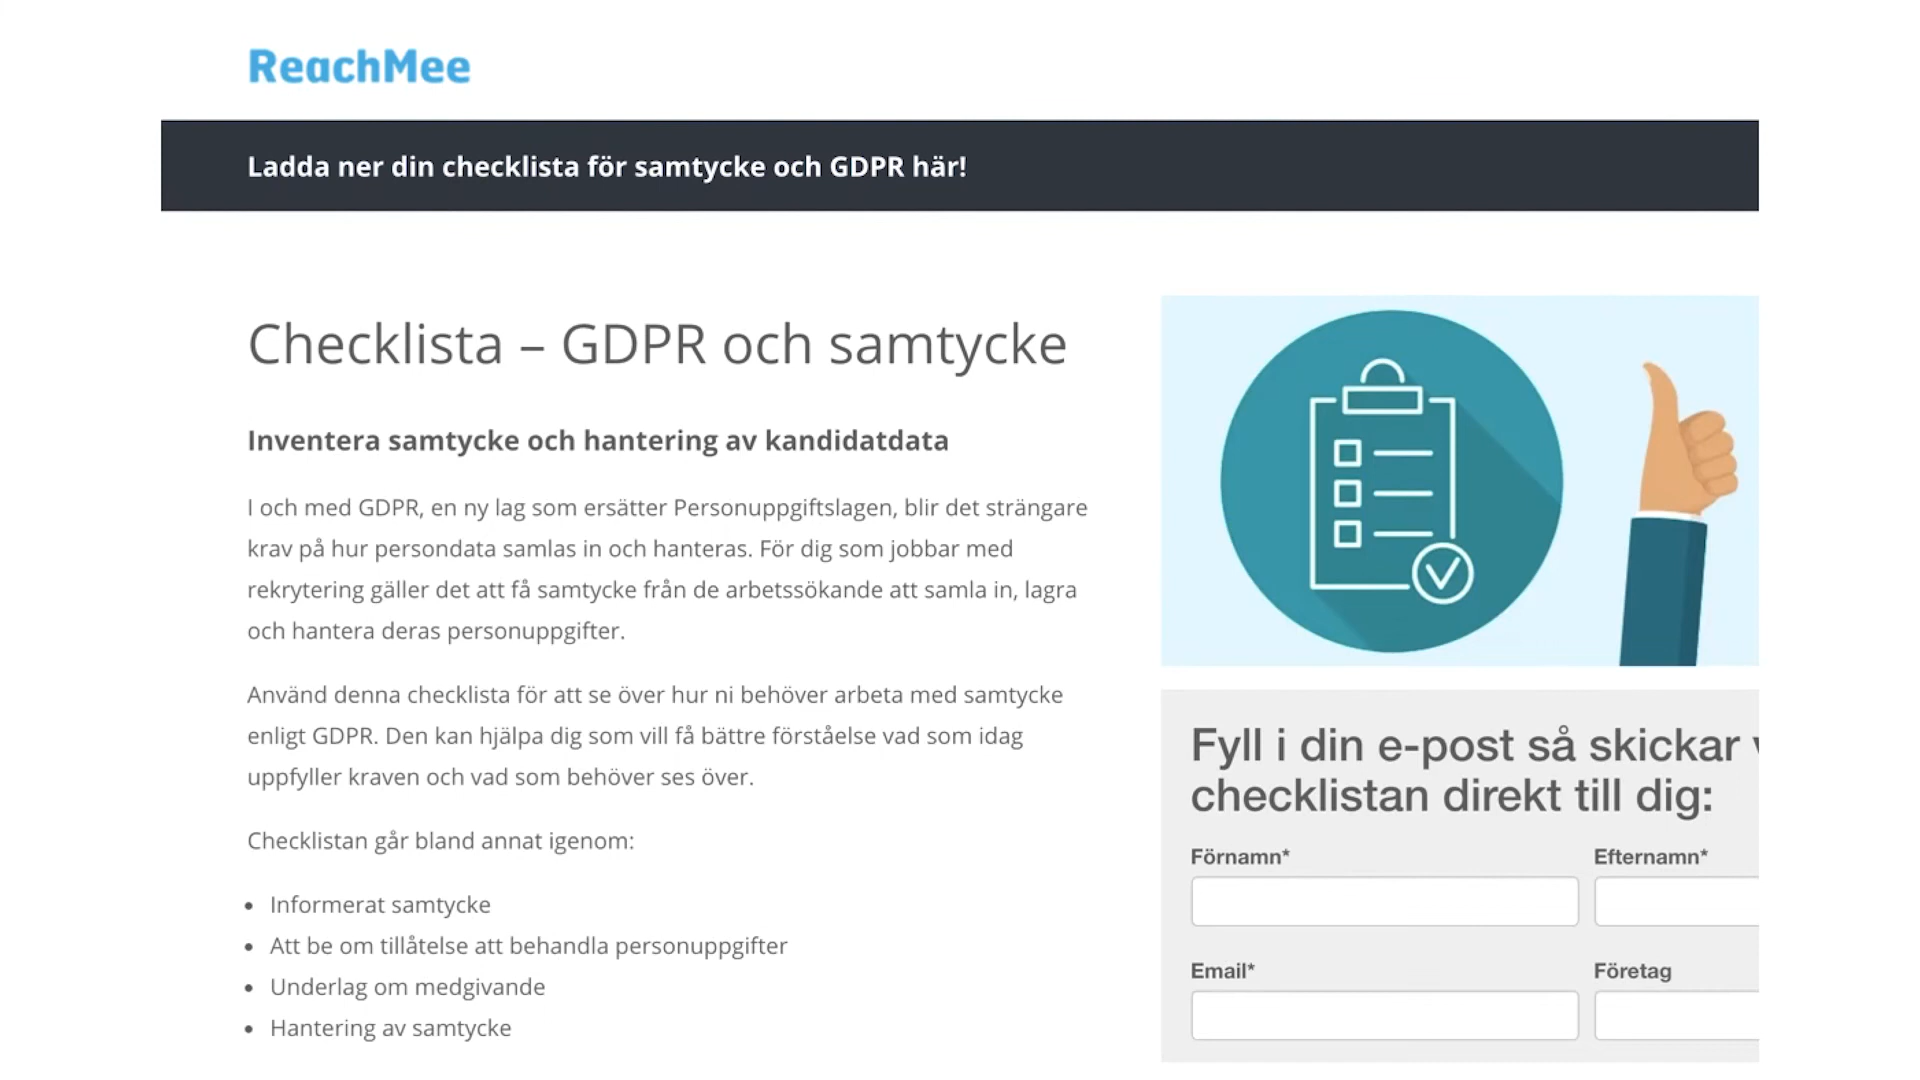 ReachMee
Ladda ner din checklista för samtycke och GDPR här!
Checklista – GDPR och samtycke
Inventera samtycke och hantering av kandidatdata
I och med GDPR, en ny lag som ersätter Personuppgiftslagen, blir det strängare
krav på hur persondata samlas in och hanteras. För dig som jobbar med
rekrytering gäller det att få samtycke från de arbetssökande att samla in, lagra
och hantera deras personuppgifter.
Använd denna checklista för att se över hur ni behöver arbeta med samtycke
enligt GDPR. Den kan hjälpa dig som vill få bättre förståelse vad som idag
uppfyller kraven och vad som behöver ses över.
Checklistan går bland annat igenom:
• Informerat samtycke
• Att be om tillåtelse att behandla personuppgifter
• Underlag om medgivande
• Hantering av samtycke
Fyll i din e-post så skickar
checklistan direkt till dig:
Förnamn*
Efternamn*
Email*
Företag